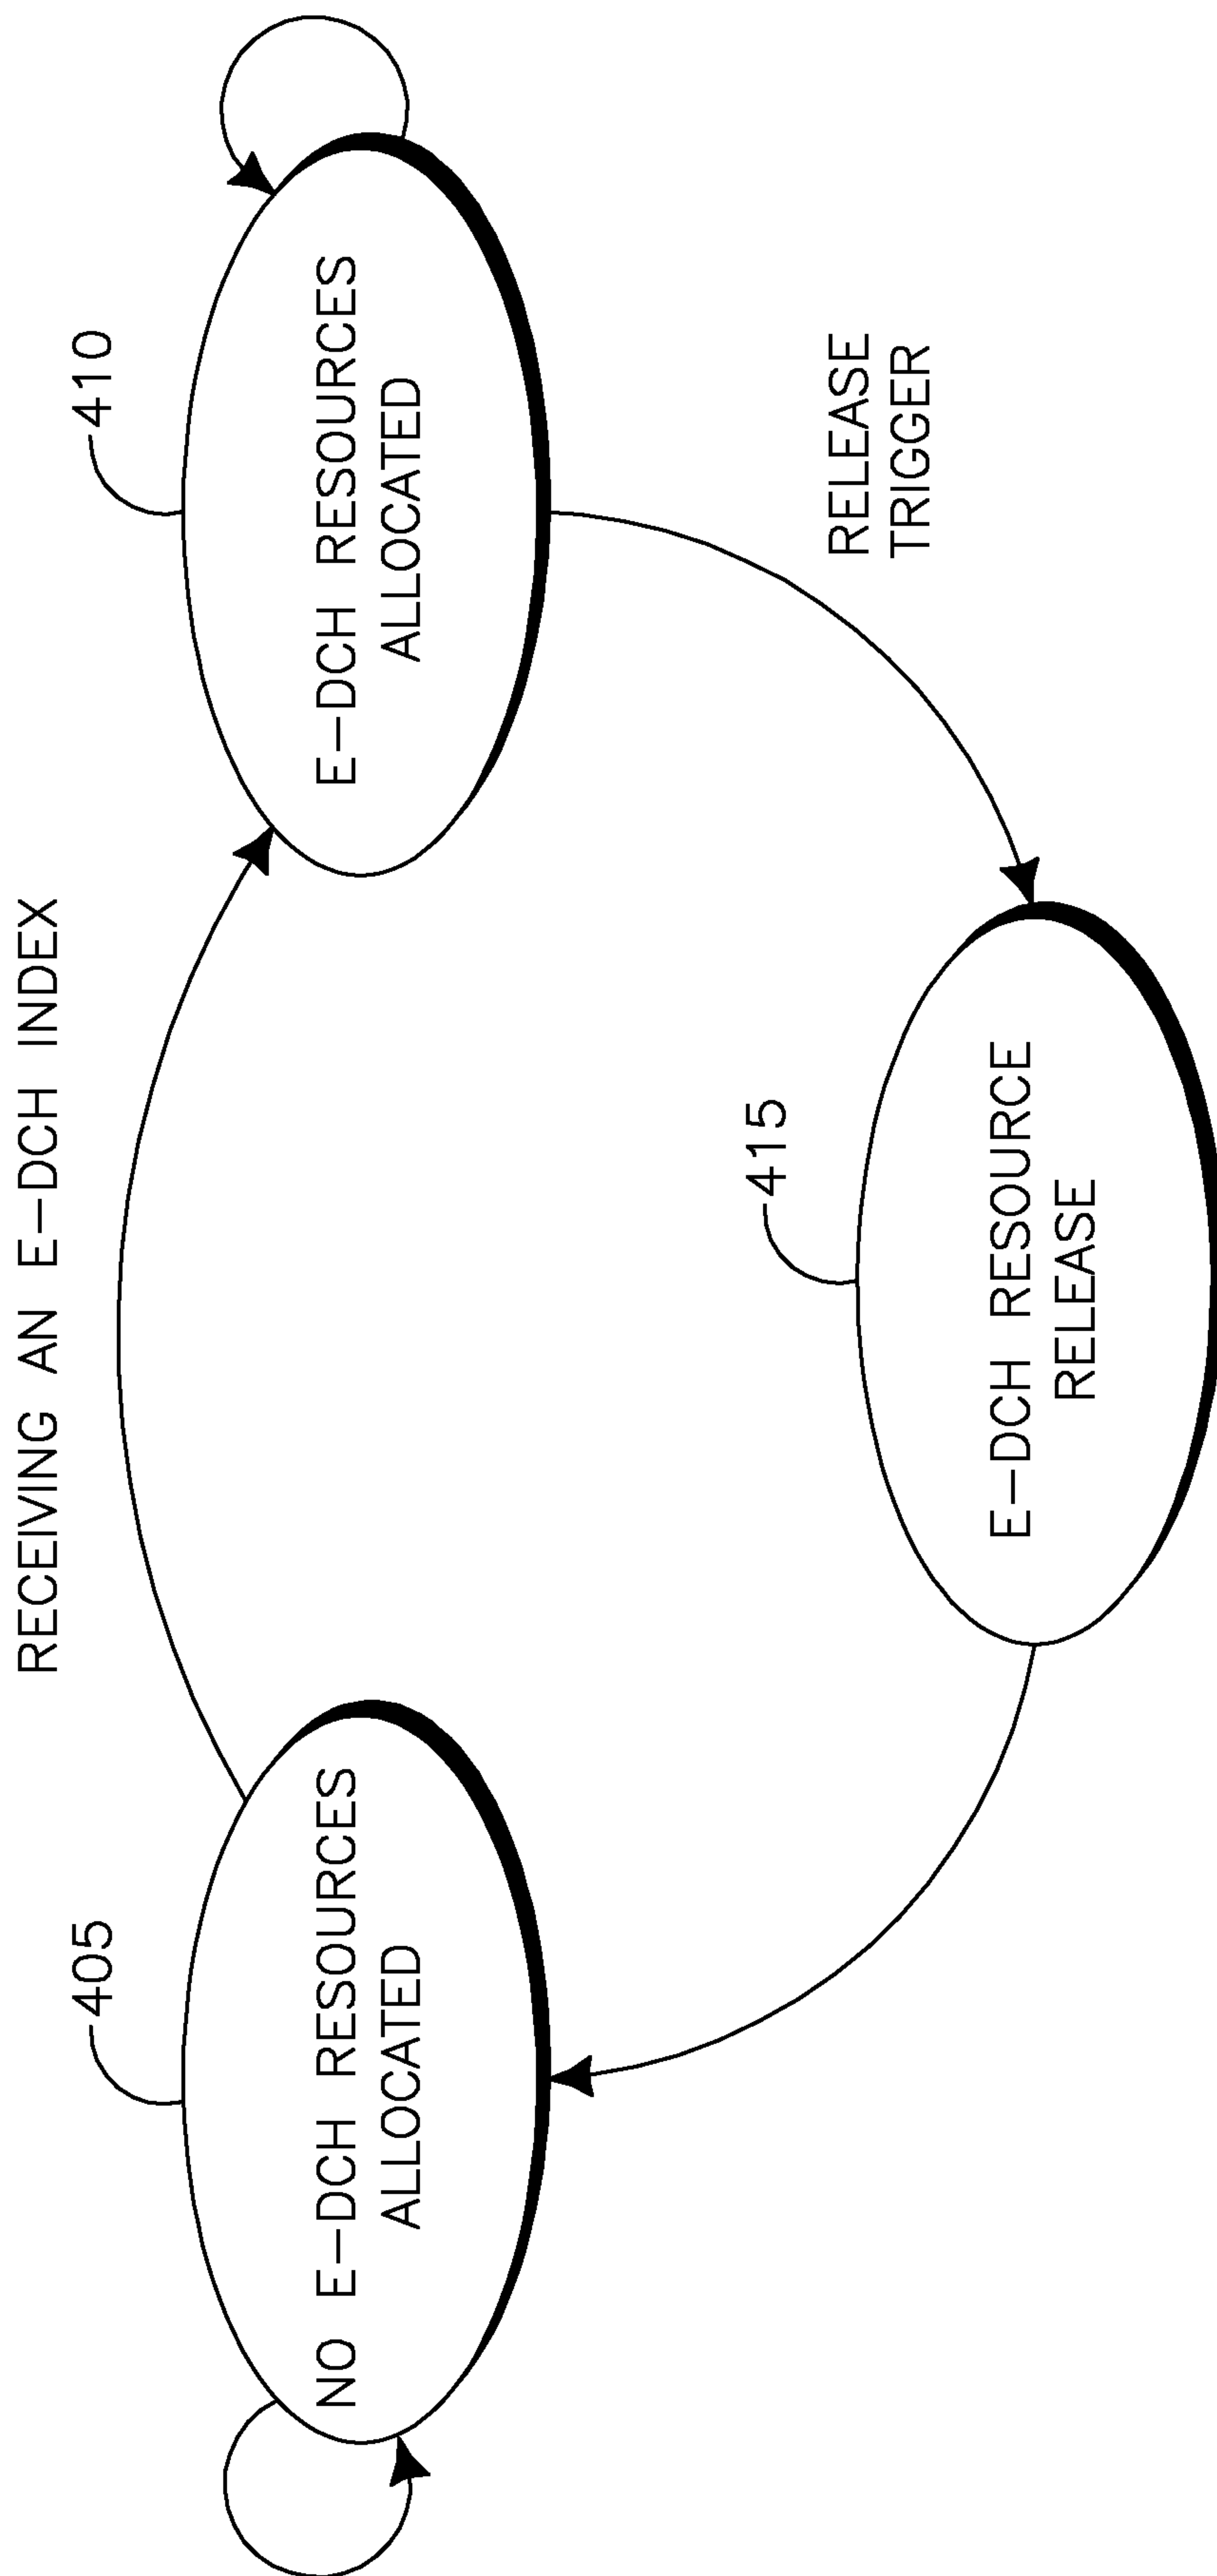 RECEIVING AN E-DCH INDEX
405
NO E-DCH RESOURCES
ALLOCATED
410
E-DCH RESOURCES
ALLOCATED
415
E-DCH RESOURCE
RELEASE
RELEASE
TRIGGER